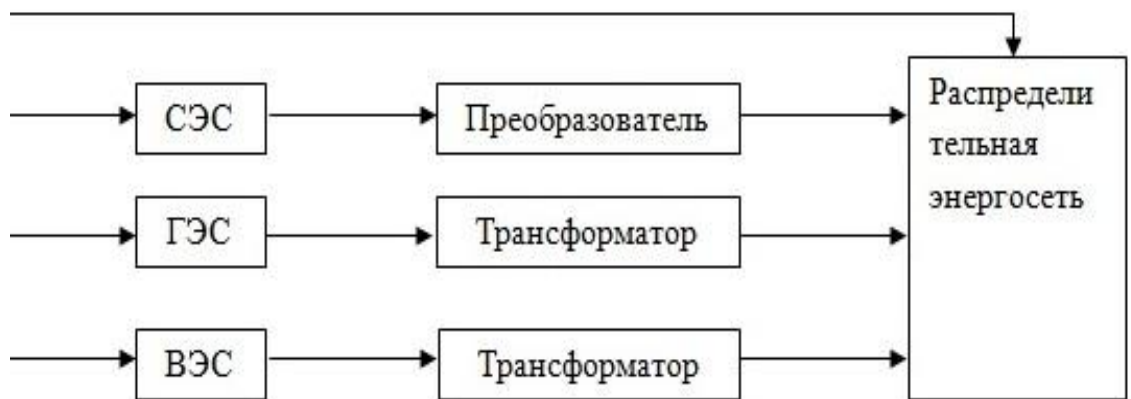 СЭС
Преобразователь
Распредели
тельная
энергосеть
ГЭС
Трансформатор
ВЭС
Трансформатор